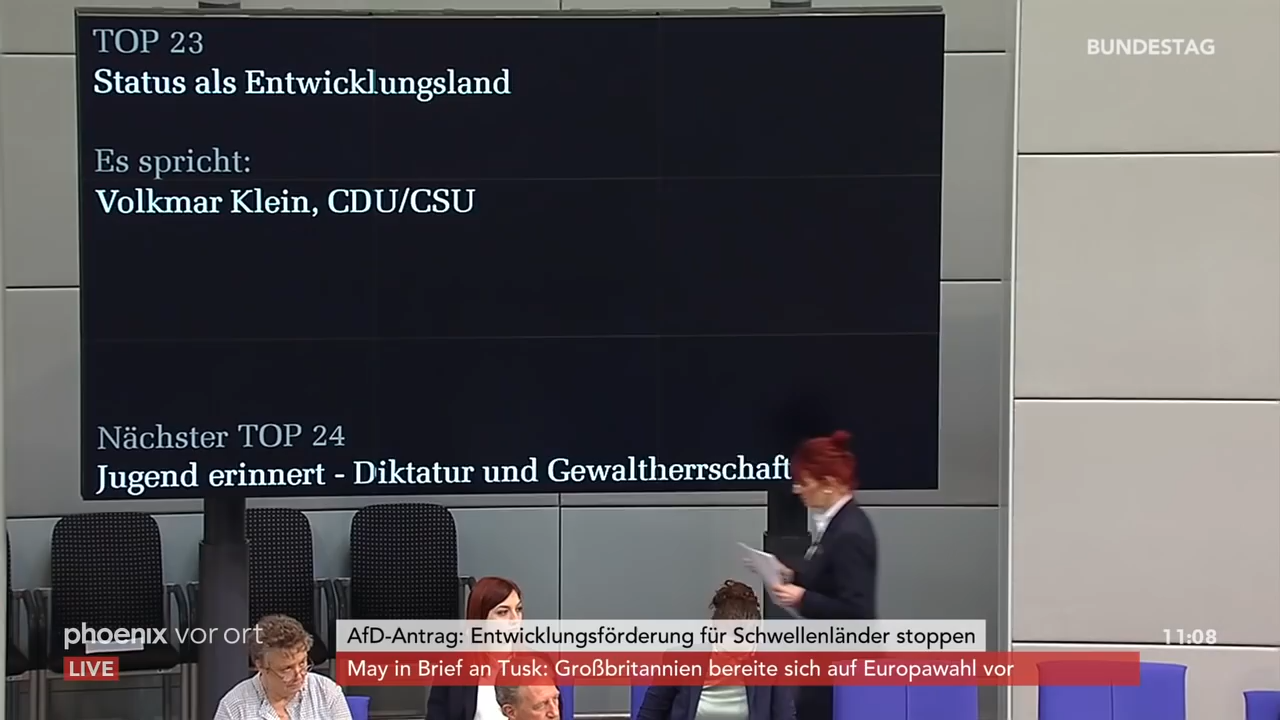 TOP 23
Status als Entwicklungsland
BUNDESTAG
Es spricht:
Volkmar Klein, CDU/CSU
Nächster TOP 24
Jugend erinnert - Diktatur und Gewaltherrschaft
phoenix vor ort
AfD-Antrag: Entwicklungsförderung für Schwellenländer stoppen
11:08
LIVE
May in Brief an Tusk: Großbritannien bereite sich auf Europawahl vor